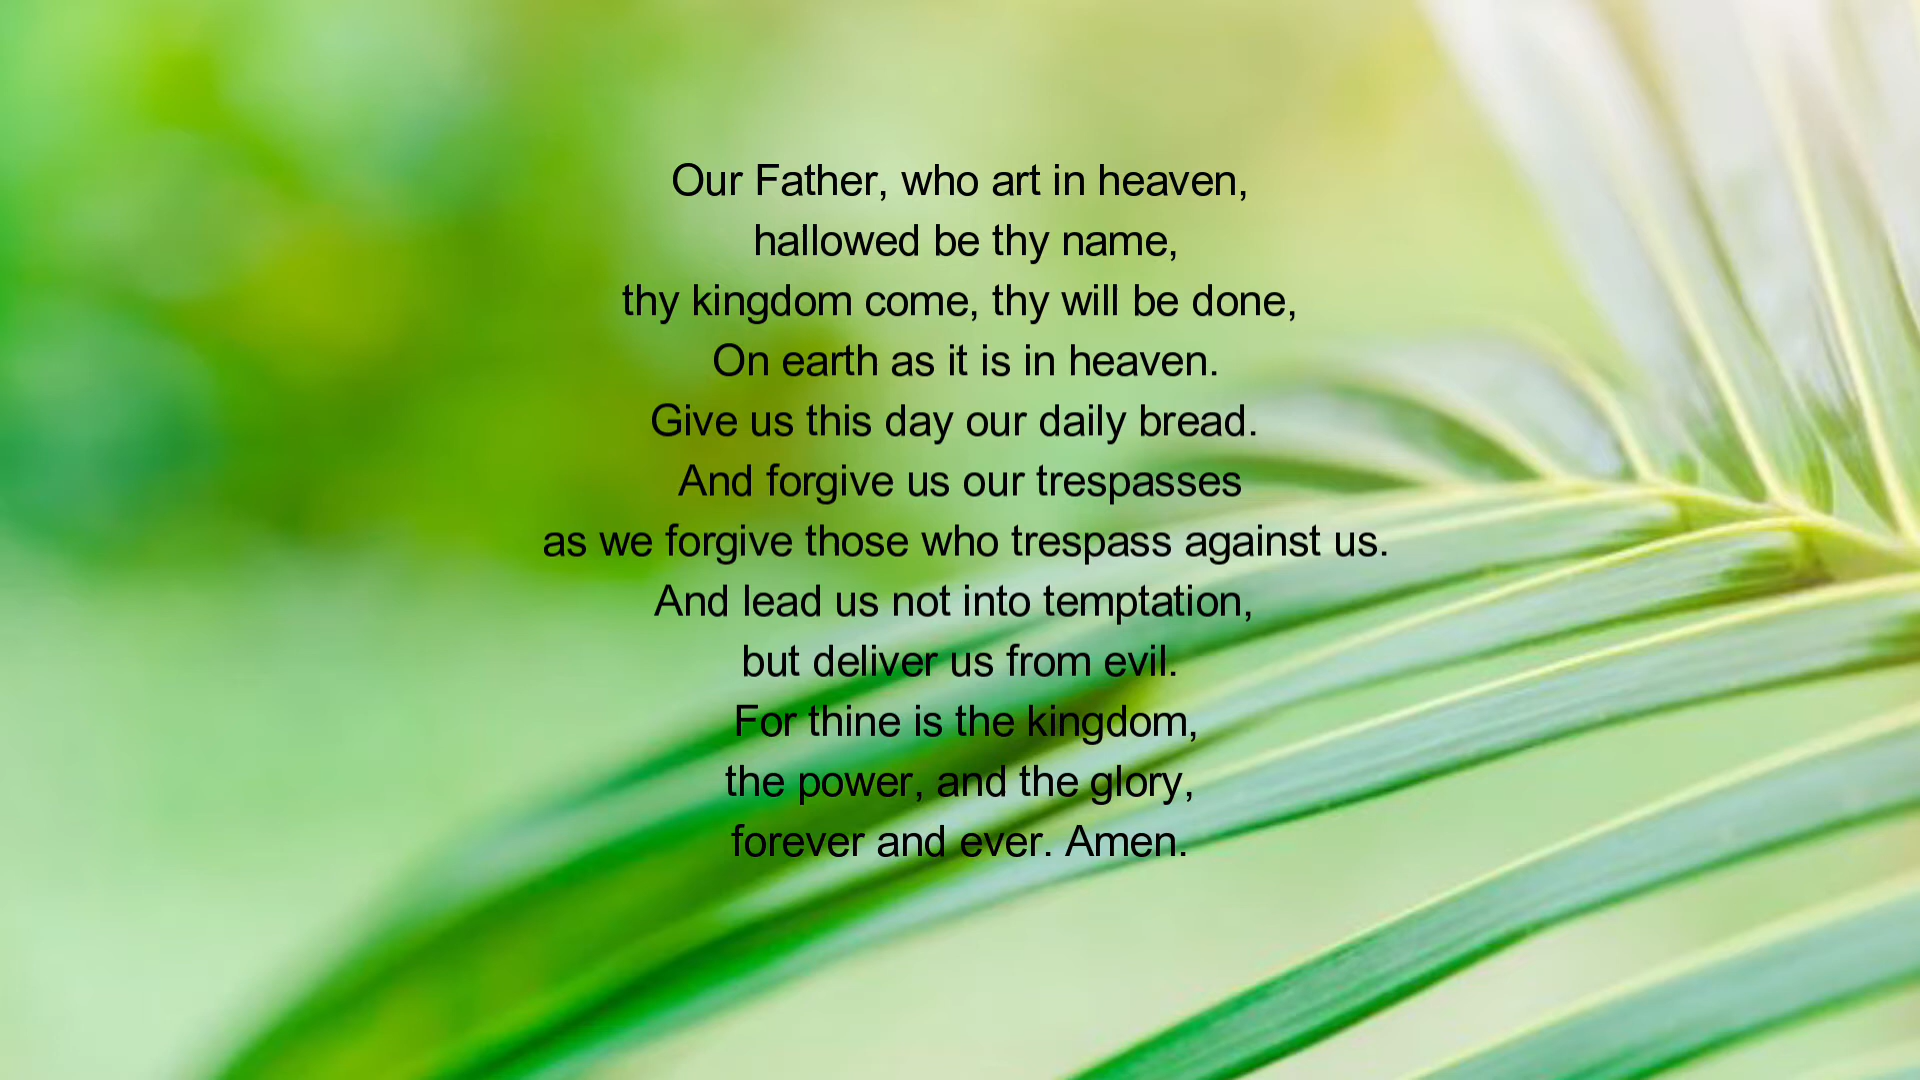 Our Father, who art in heaven,
hallowed be thy name,
thy kingdom come, thy will be done,
On earth as it is in heaven.
Give us this day our daily bread.
And forgive us our trespasses
as we forgive those who trespass against us.
And lead us not into temptation,
but deliver us from evil.
For thine is the kingdom,
the power, and the glory,
forever and ever. Amen.